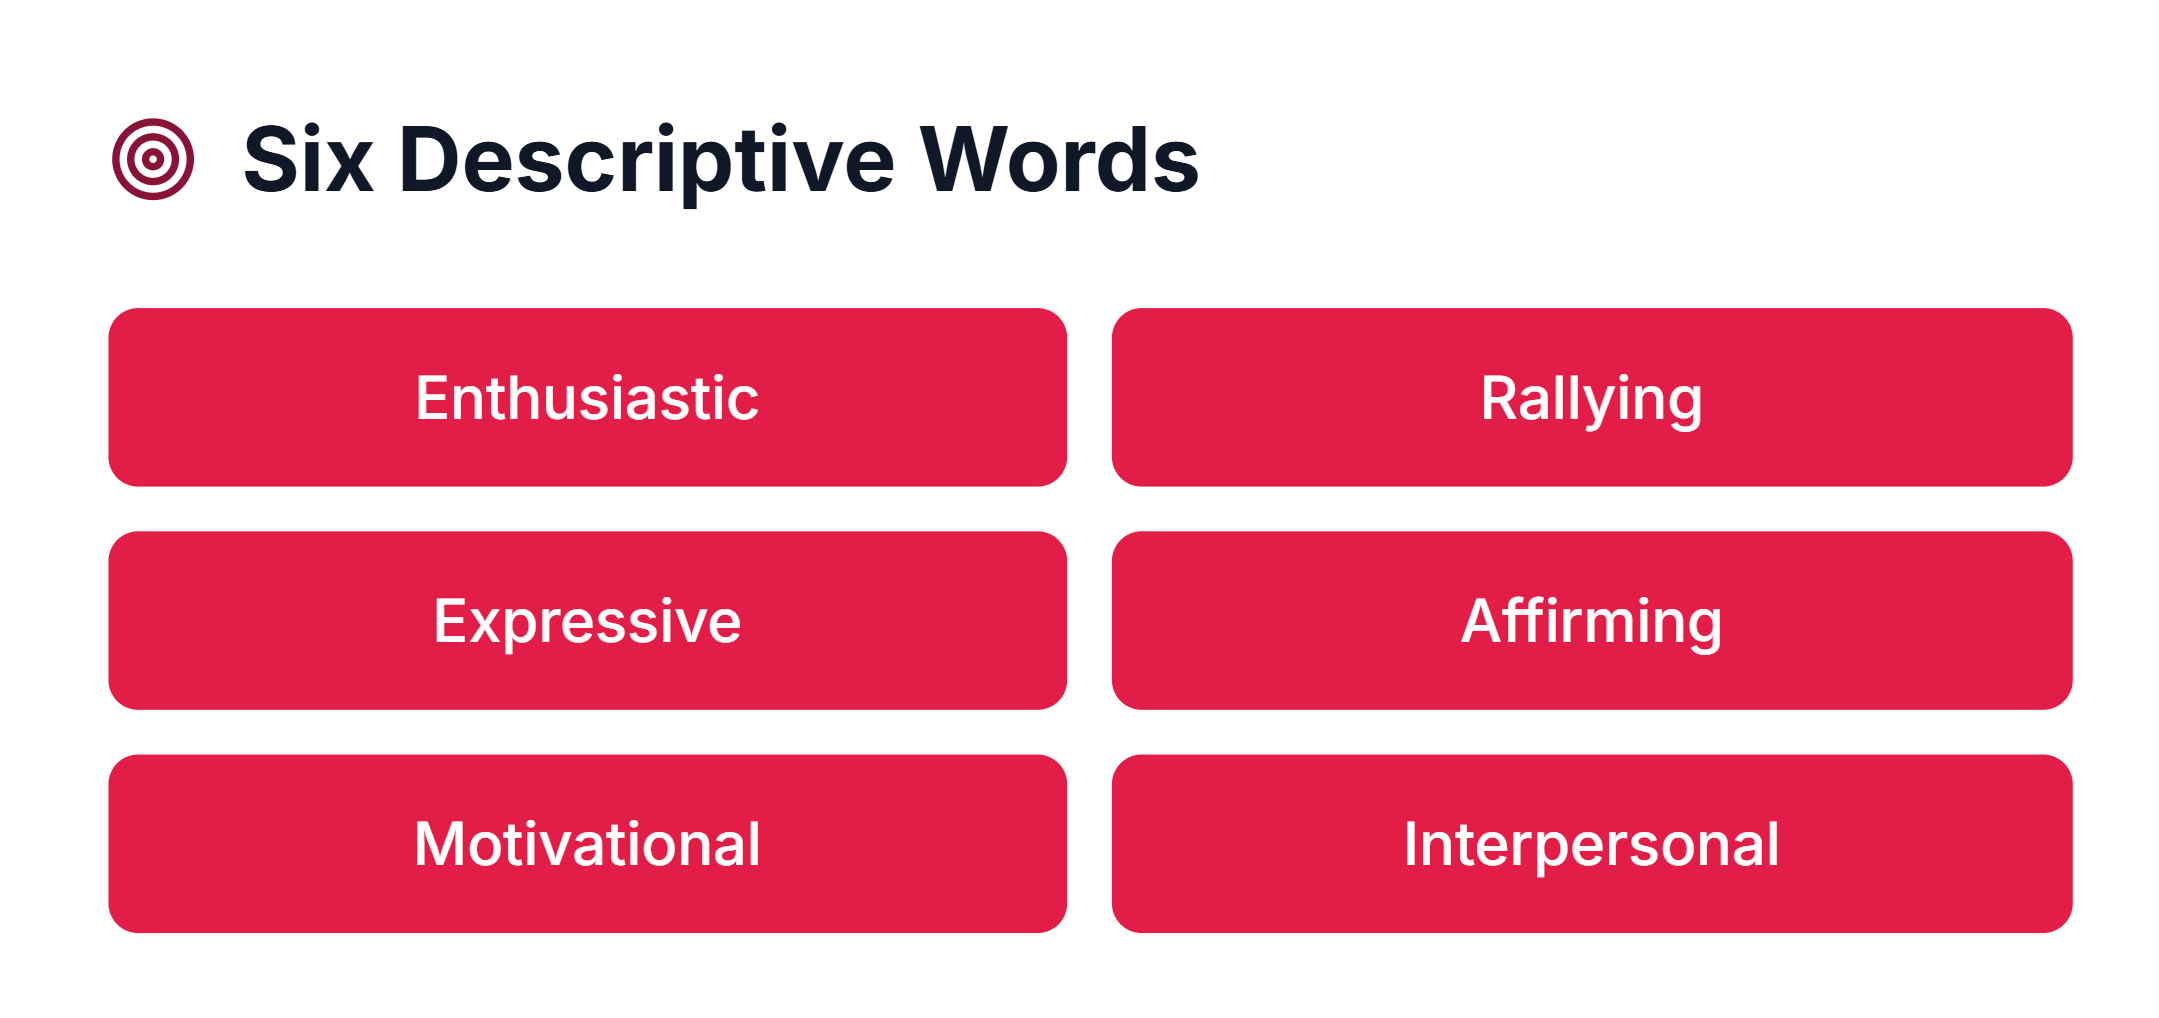 Six Descriptive Words
Enthusiastic
Rallying
Expressive
Affirming
Motivational
Interpersonal